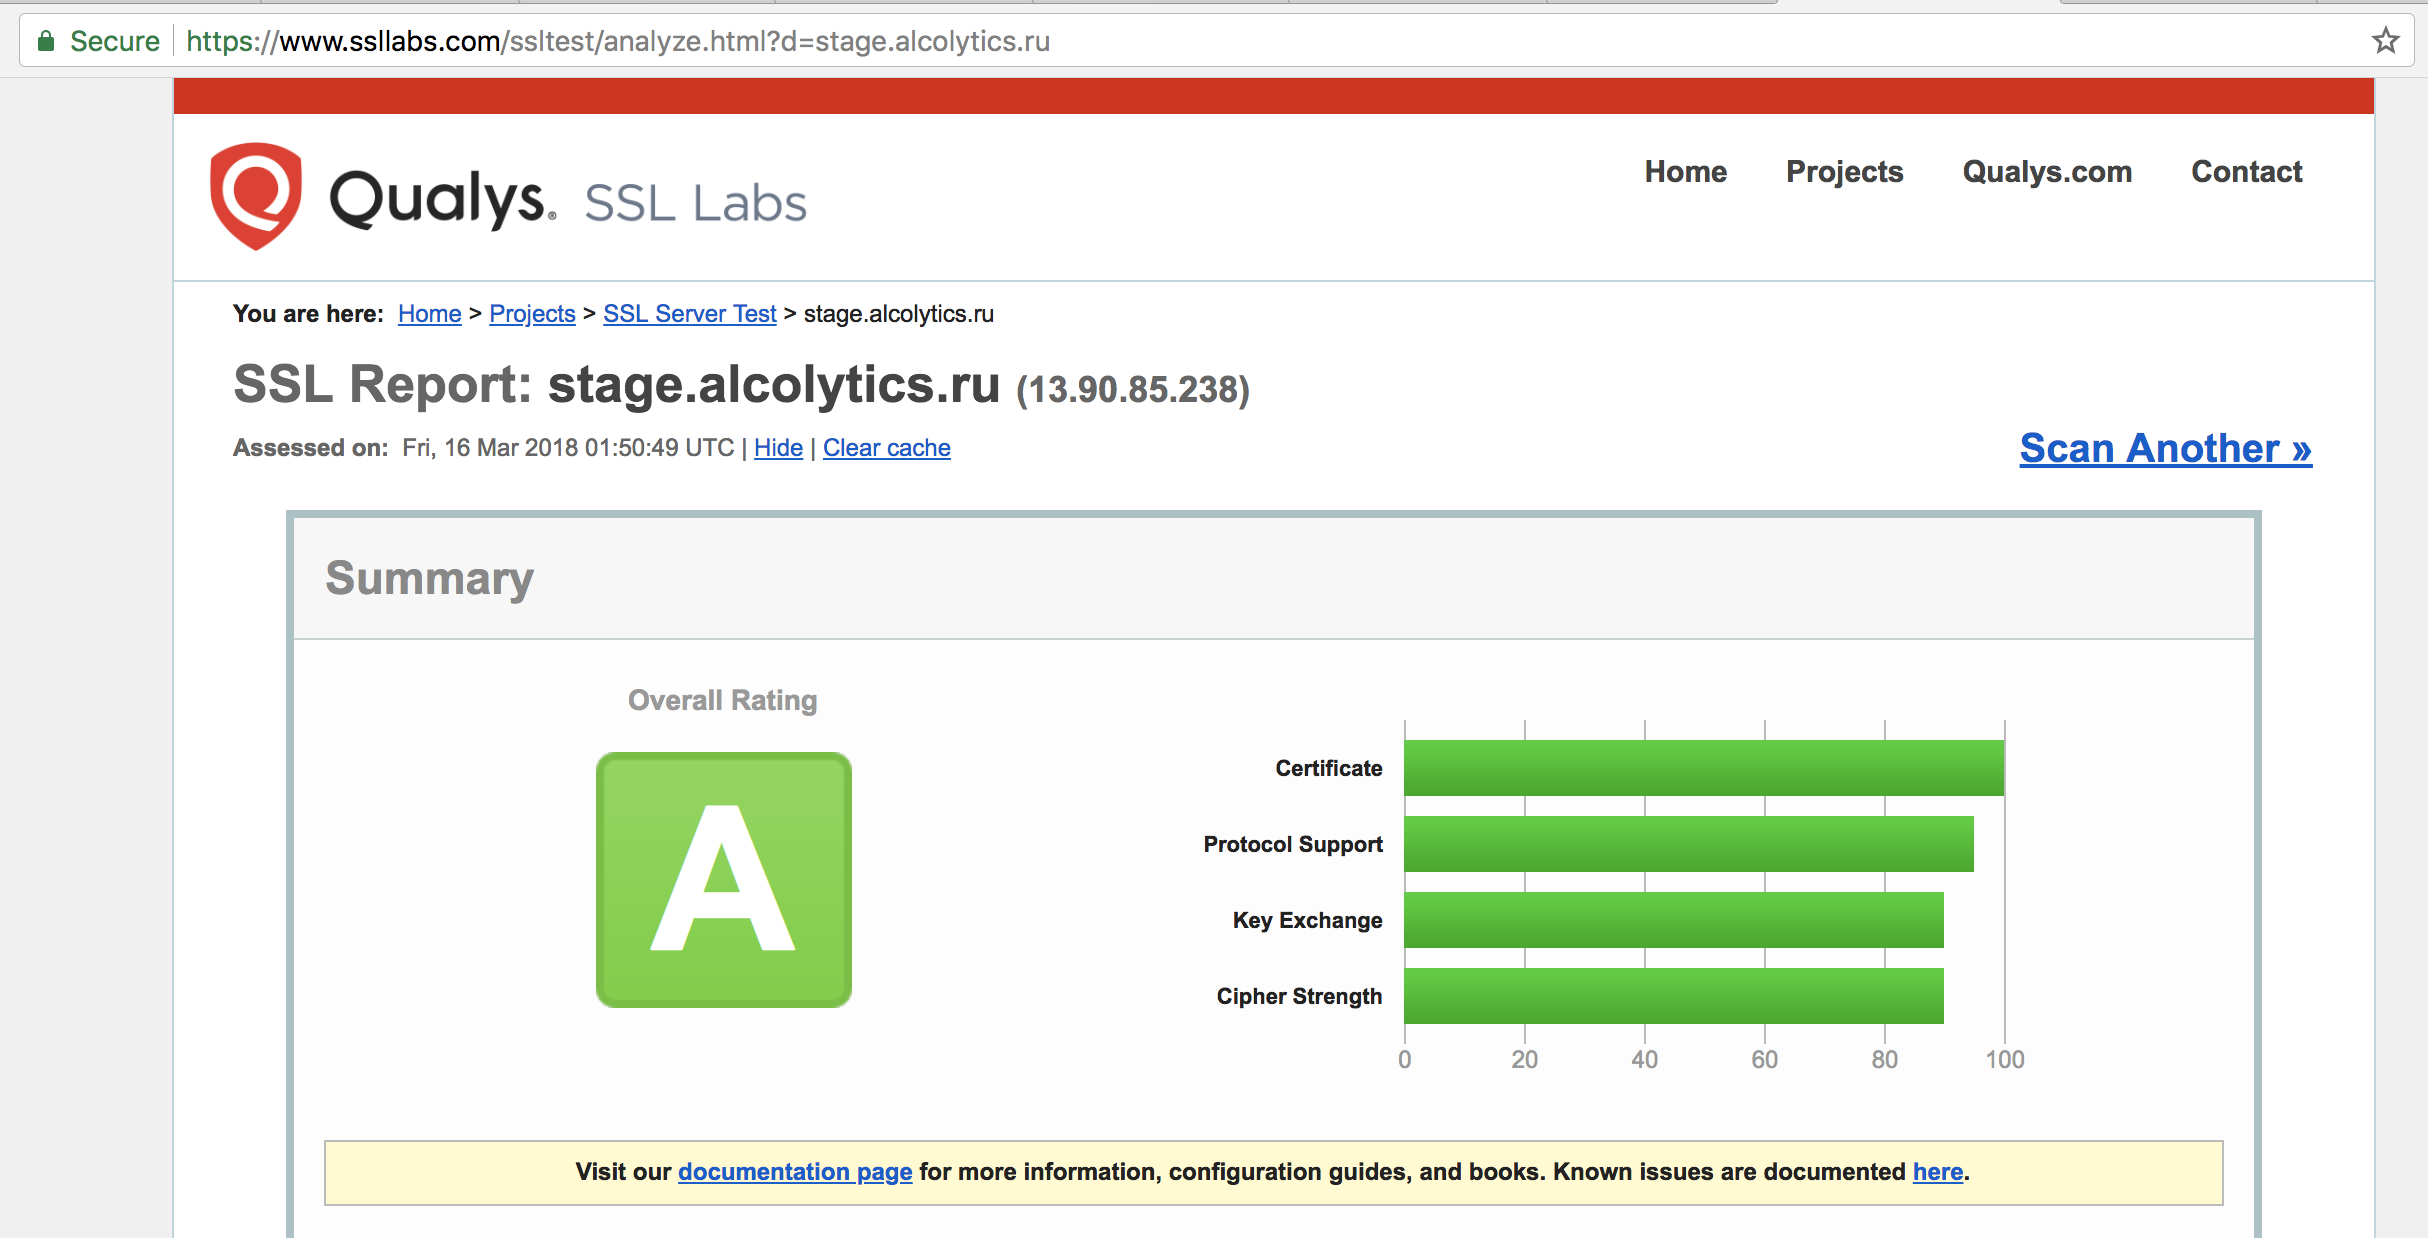 Secure https://www.ssllabs.com/ssltest/analyze.html?d=stage.alcolytics.ru
Qualys® SSL Labs
Home Projects Qualys.com Contact
You are here: Home > Projects > SSL Server Test > stage.alcolytics.ru
SSL Report: stage.alcolytics.ru (13.90.85.238)
Assessed on: Fri, 16 Mar 2018 01:50:49 UTC | Hide | Clear cache
Scan Another »
Summary
Overall Rating
A
Certificate
Protocol Support
Key Exchange
Cipher Strength
0 20 40 60 80 100
Visit our documentation page for more information, configuration guides, and books. Known issues are documented here.